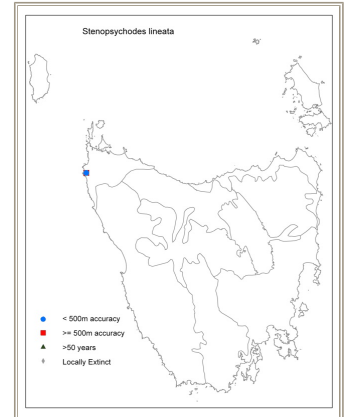 Stenopsychodes lineata
< 500m accuracy
>= 500m accuracy
>50 years
Locally Extinct